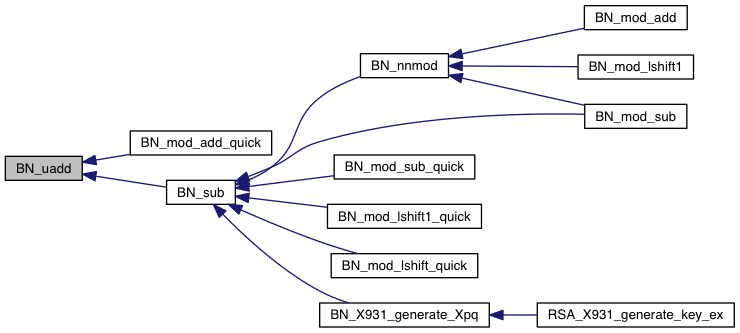 BN_mod_add
BN_nnmod
BN_mod_lshift1
BN_mod_sub
BN_mod_add_quick
BN_uadd
BN_mod_sub_quick
BN_sub
BN_mod_lshift1_quick
BN_mod_lshift_quick
BN_X931_generate_Xpq
RSA_X931_generate_key_ex